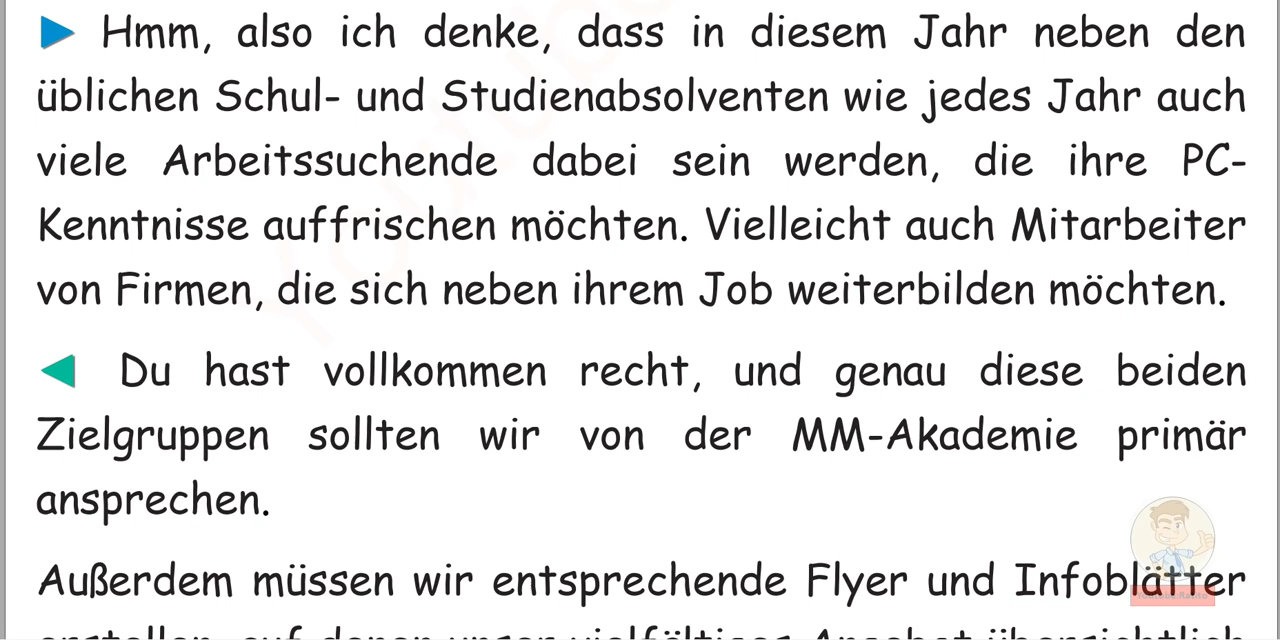 Hmm, also ich denke, dass in diesem Jahr neben den
üblichen Schul- und Studienabsolventen wie jedes Jahr auch
viele Arbeitssuchende dabei sein werden, die ihre PC-
Kenntnisse auffrischen möchten. Vielleicht auch Mitarbeiter
von Firmen, die sich neben ihrem Job weiterbilden möchten.
Du hast vollkommen recht, und genau diese beiden
Zielgruppen sollten wir von der MM-Akademie primär
ansprechen.
Außerdem müssen wir entsprechende Flyer und Infoblätter